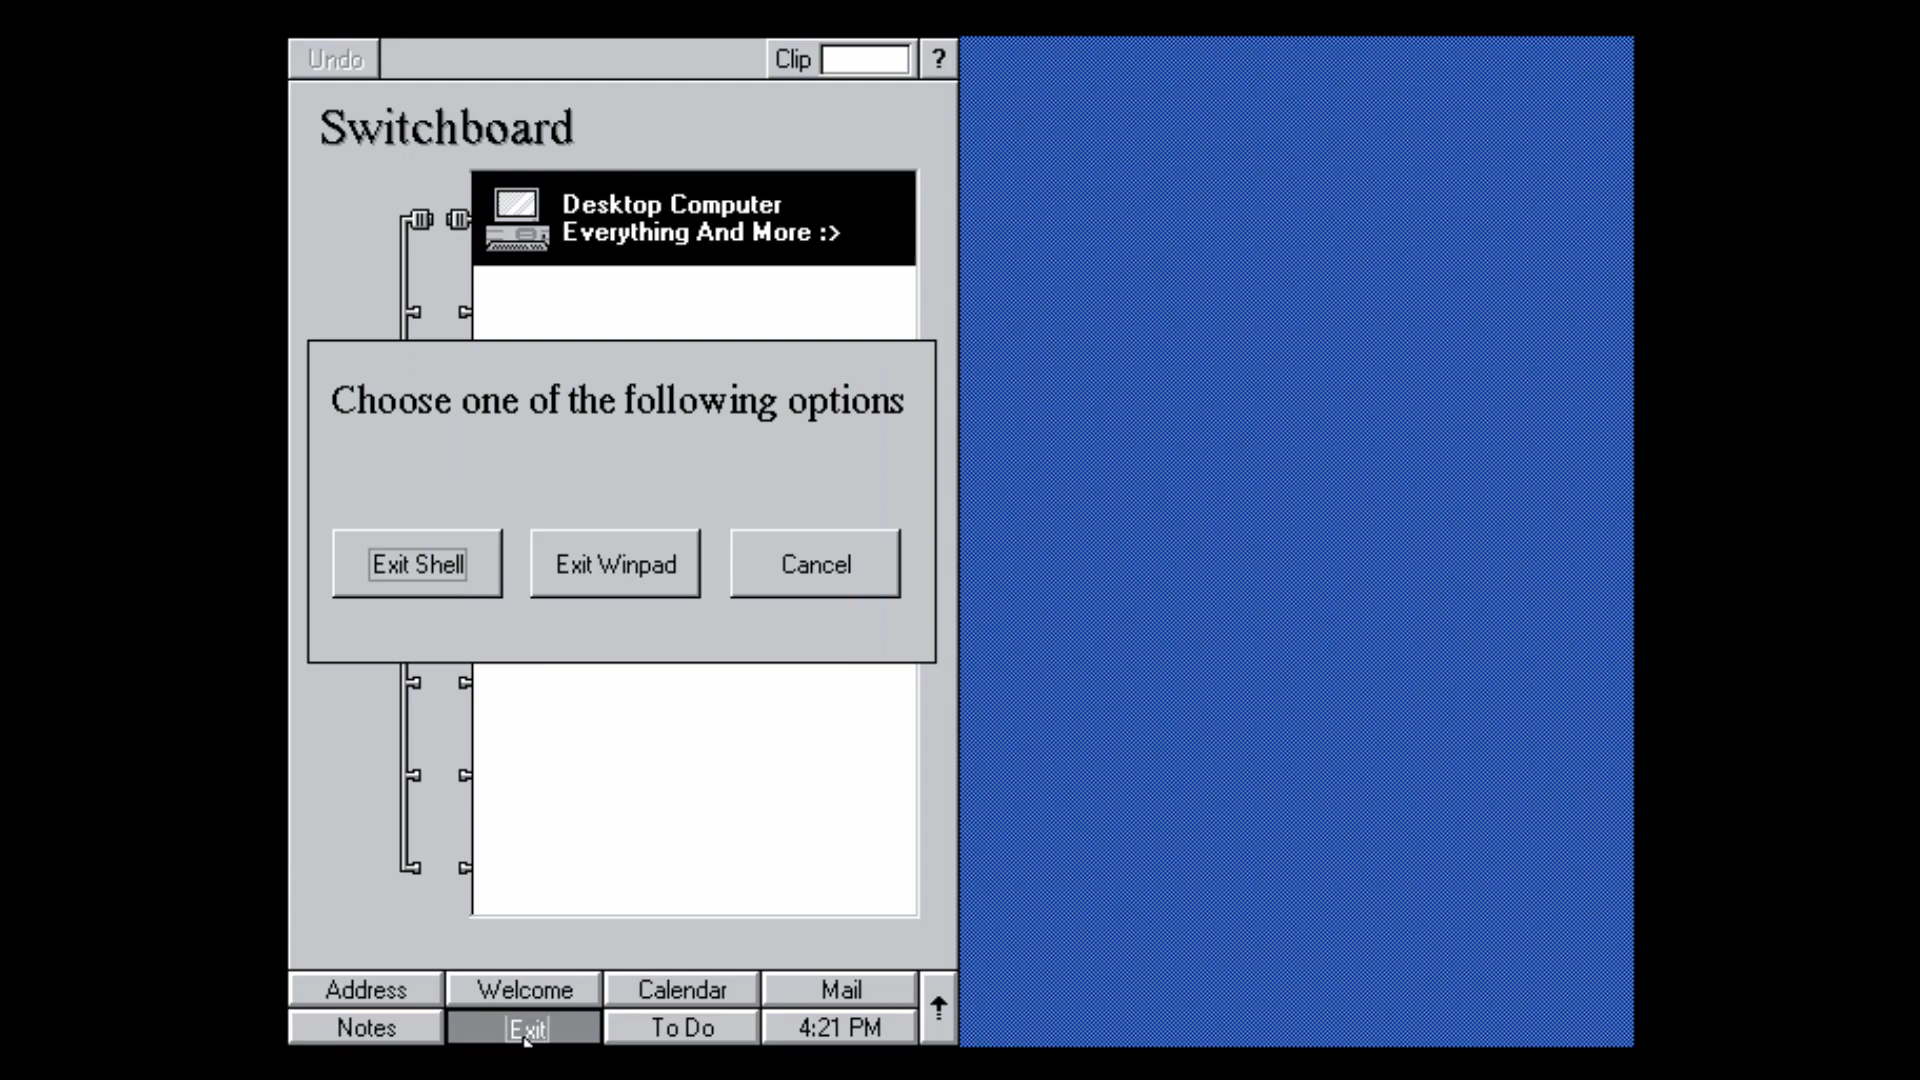 Undo
Clip
?
Switchboard
Desktop Computer
Everything And More :>
Choose one of the following options
Exit Shell
Exit Winpad
Cancel
Address
Welcome
Calendar
Mail
Notes
Exit
To Do
4:21 PM